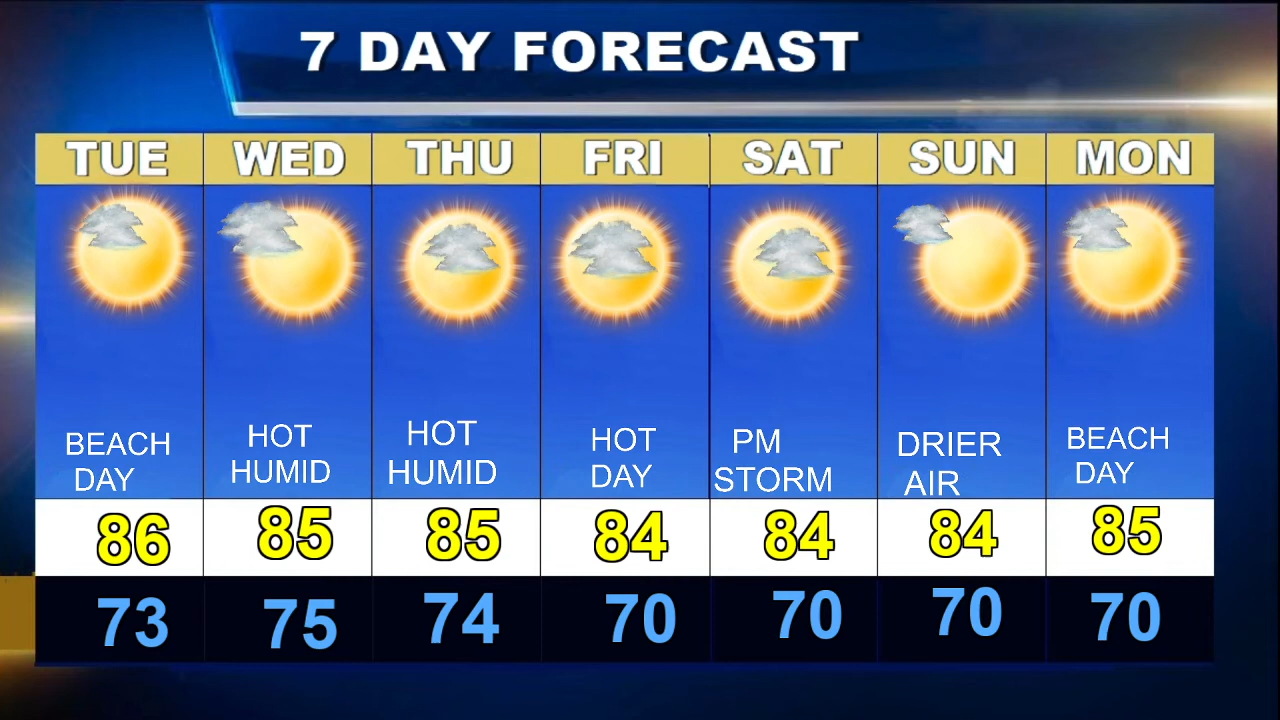 7 DAY FORECAST
TUE WED THU FRI SAT SUN MON
BEACH HOT HOT HOT PM DRIER BEACH
DAY HUMID HUMID DAY STORM AIR DAY
86 85 85 84 84 84 85
73 75 74 70 70 70 70